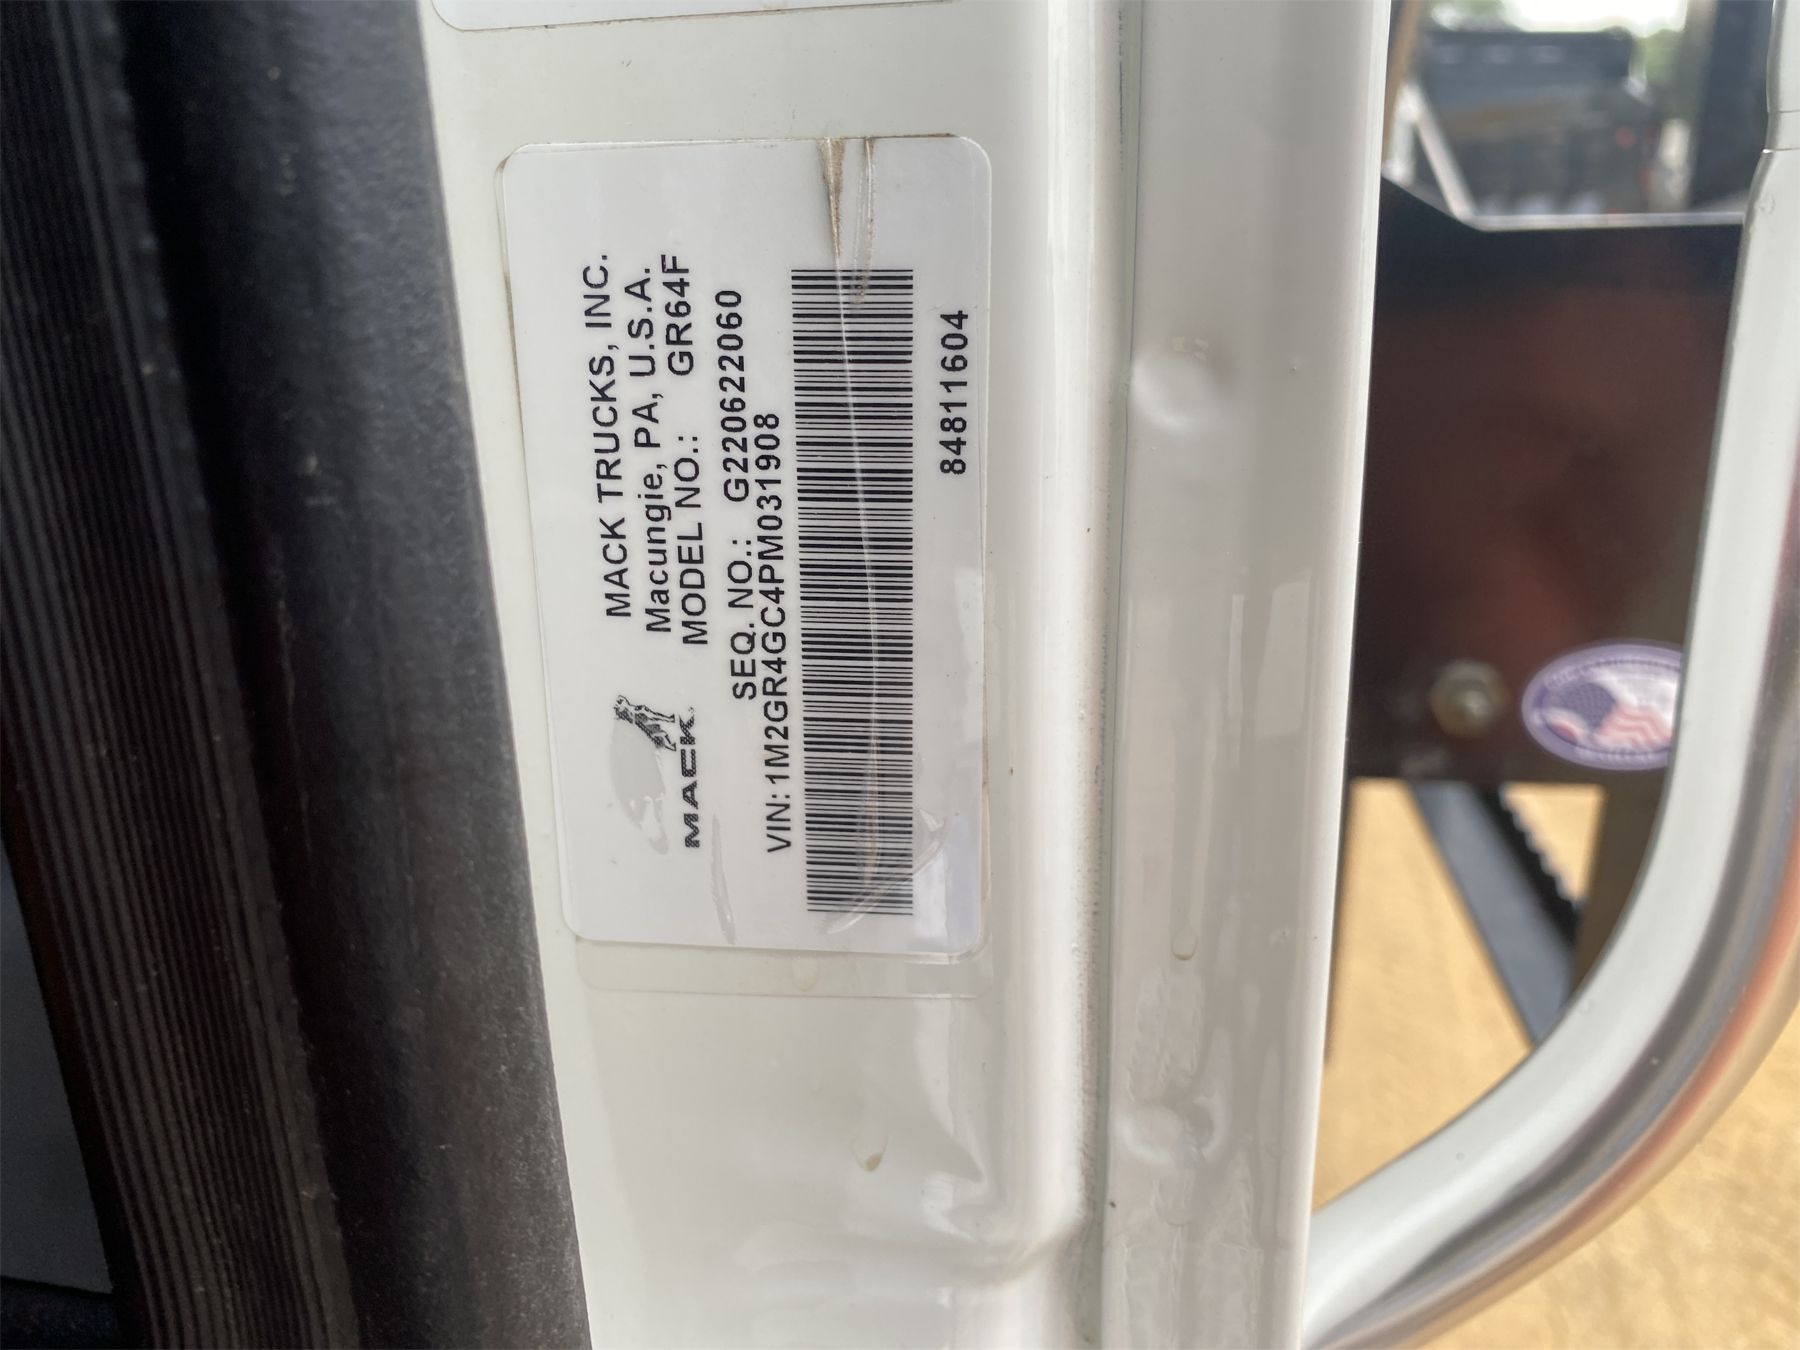 MACK TRUCKS, INC.
Macungie, PA, U.S.A.
MODEL NO.: GR64F
MACK
SEQ. NO.: G220622060
VIN: 1M2GR4GC4PM031908
84811604